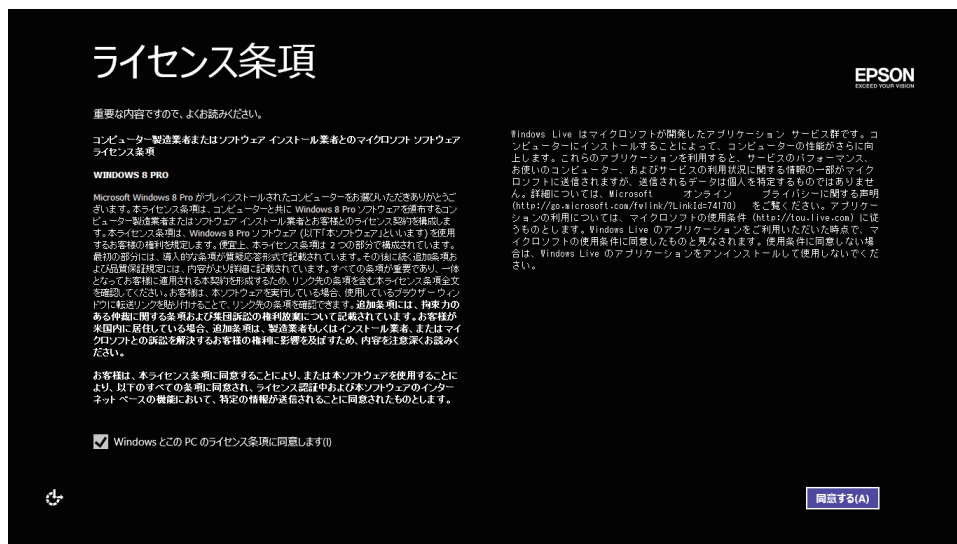 ライセンス条項
EPSON
EXCEED YOUR VISION
重要な内容ですので、よくお読みください。
コンピューター製造業者またはソフトウェア インストール業者とのマイクロソフト ソフトウェア
ライセンス条項
WINDOWS 8 PRO
Microsoft Windows 8 Pro がプレインストールされたコンピューターをお選びいただきありがとうご
ざいます。本ライセンス条項は、コンピューターと共に Windows 8 Pro ソフトウェアを頒布するコン
ピューター製造業者またはソフトウェア インストール業者とお客様とのライセンス契約を構成しま
す。本ライセンス条項は、Windows 8 Pro ソフトウェア (以下「本ソフトウェア」といいます) を使用
するお客様の権利を規定します。便宜上、本ライセンス条項は 2 つの部分で構成されています。
最初の部分には、導入的な条項が質疑応答形式で記載されています。その後に続く追加条項お
よび品質保証規定には、内容がより詳細に記載されています。すべての条項が重要であり、一体
となってお客様に適用される本契約を形成するため、リンク先の条項を含む本ライセンス条項全文
を確認してください。お客様は、本ソフトウェアを実行している場合、使用しているブラウザー ウィン
ドウに転送リンクを貼り付けることで、リンク先の条項を確認できます。追加条項には、拘束力の
ある仲裁に関する条項および集団訴訟の権利放棄について記載されています。お客様が
米国内に居住している場合、追加条項は、製造業者もしくはインストール業者、またはマイ
クロソフトとの訴訟を解決するお客様の権利に影響を及ぼすため、内容を注意深くお読みく
ださい。
お客様は、本ライセンス条項に同意することにより、または本ソフトウェアを使用することに
より、以下のすべての条項に同意され、ライセンス認証中および本ソフトウェアのインター
ネット ベースの機能において、特定の情報が送信されることに同意されたものとします。
Windows とこの PC のライセンス条項に同意します(I)
Windows Live はマイクロソフトが開発したアプリケーション サービス群です。コ
ンピューターにインストールすることによって、コンピューターの性能がさらに向
上します。これらのアプリケーションを利用すると、サービスのパフォーマンス、
お使いのコンピューター、およびサービスの利用状況に関する情報の一部がマイク
ロソフトに送信されますが、送信されるデータは個人を特定するものではありませ
ん。詳細については、Microsoft オンライン プライバシーに関する声明
(http://go.microsoft.com/fwlink/?LinkId=74170) をご覧ください。アプリケー
ションの利用については、マイクロソフトの使用条件 (http://tou.live.com) に従
うものとします。Windows Live のアプリケーションをご利用いただいた時点で、マ
イクロソフトの使用条件に同意したものと見なされます。使用条件に同意しない場
合は、Windows Live のアプリケーションをアンインストールして使用しないでくだ
さい。
同意する(A)